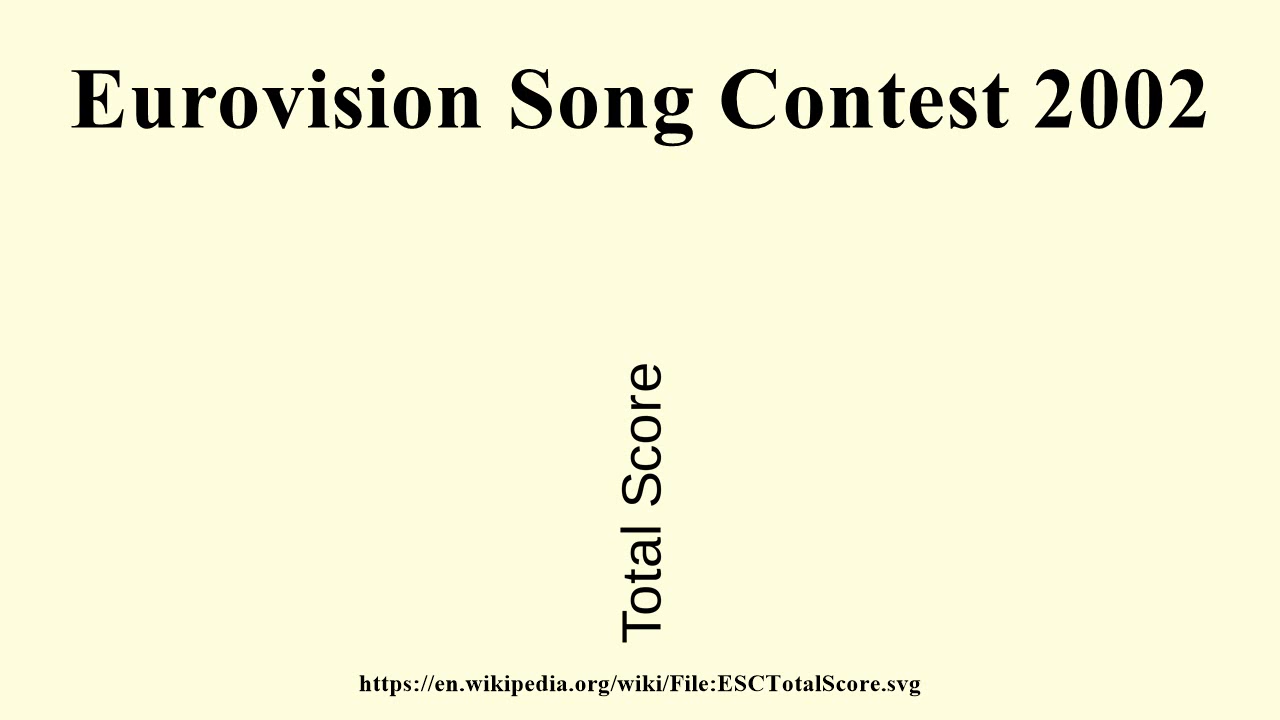 Eurovision Song Contest 2002
Total Score
https://en.wikipedia.org/wiki/File:ESCTotalScore.svg